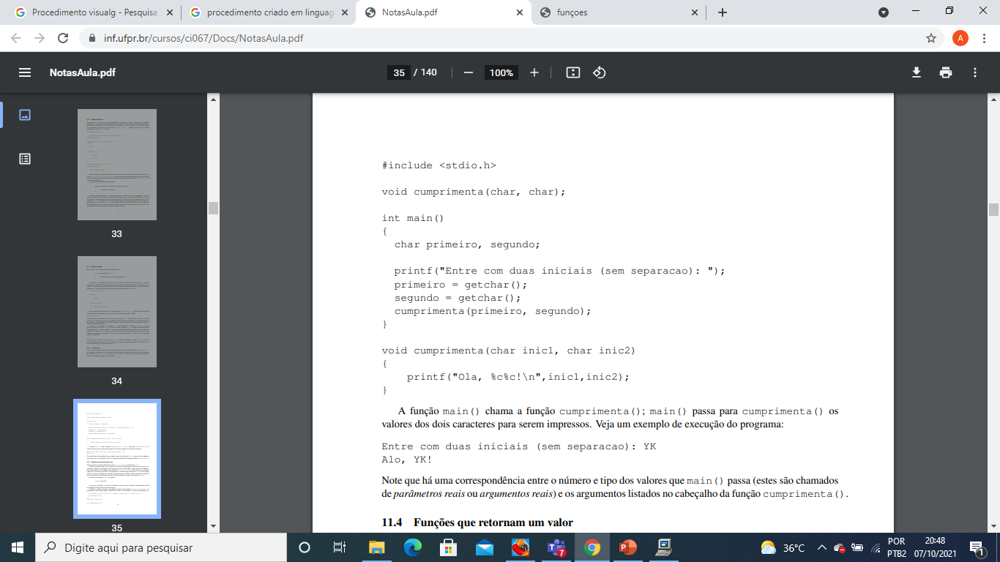 Procedimento visualg - Pesquisa
procedimento criado em linguag
NotasAula.pdf
funçoes
inf.ufpr.br/cursos/ci067/Docs/NotasAula.pdf
A
NotasAula.pdf
35 / 140
100%
33
34
35
#include <stdio.h>
void cumprimenta(char, char);
int main()
{
char primeiro, segundo;
printf("Entre com duas iniciais (sem separacao): ");
primeiro = getchar();
segundo = getchar();
cumprimenta(primeiro, segundo);
}
void cumprimenta(char inic1, char inic2)
{
printf("Ola, %c%c!\n",inic1,inic2);
}
A função main() chama a função cumprimenta(); main() passa para cumprimenta() os
valores dos dois caracteres para serem impressos. Veja um exemplo de execução do programa:
Entre com duas iniciais (sem separacao): YK
Alo, YK!
Note que há uma correspondência entre o número e tipo dos valores que main() passa (estes são chamados
de parâmetros reais ou argumentos reais) e os argumentos listados no cabeçalho da função cumprimenta().
11.4 Funções que retornam um valor
Digite aqui para pesquisar
7
36°C
POR
PTB2
20:48
07/10/2021
1